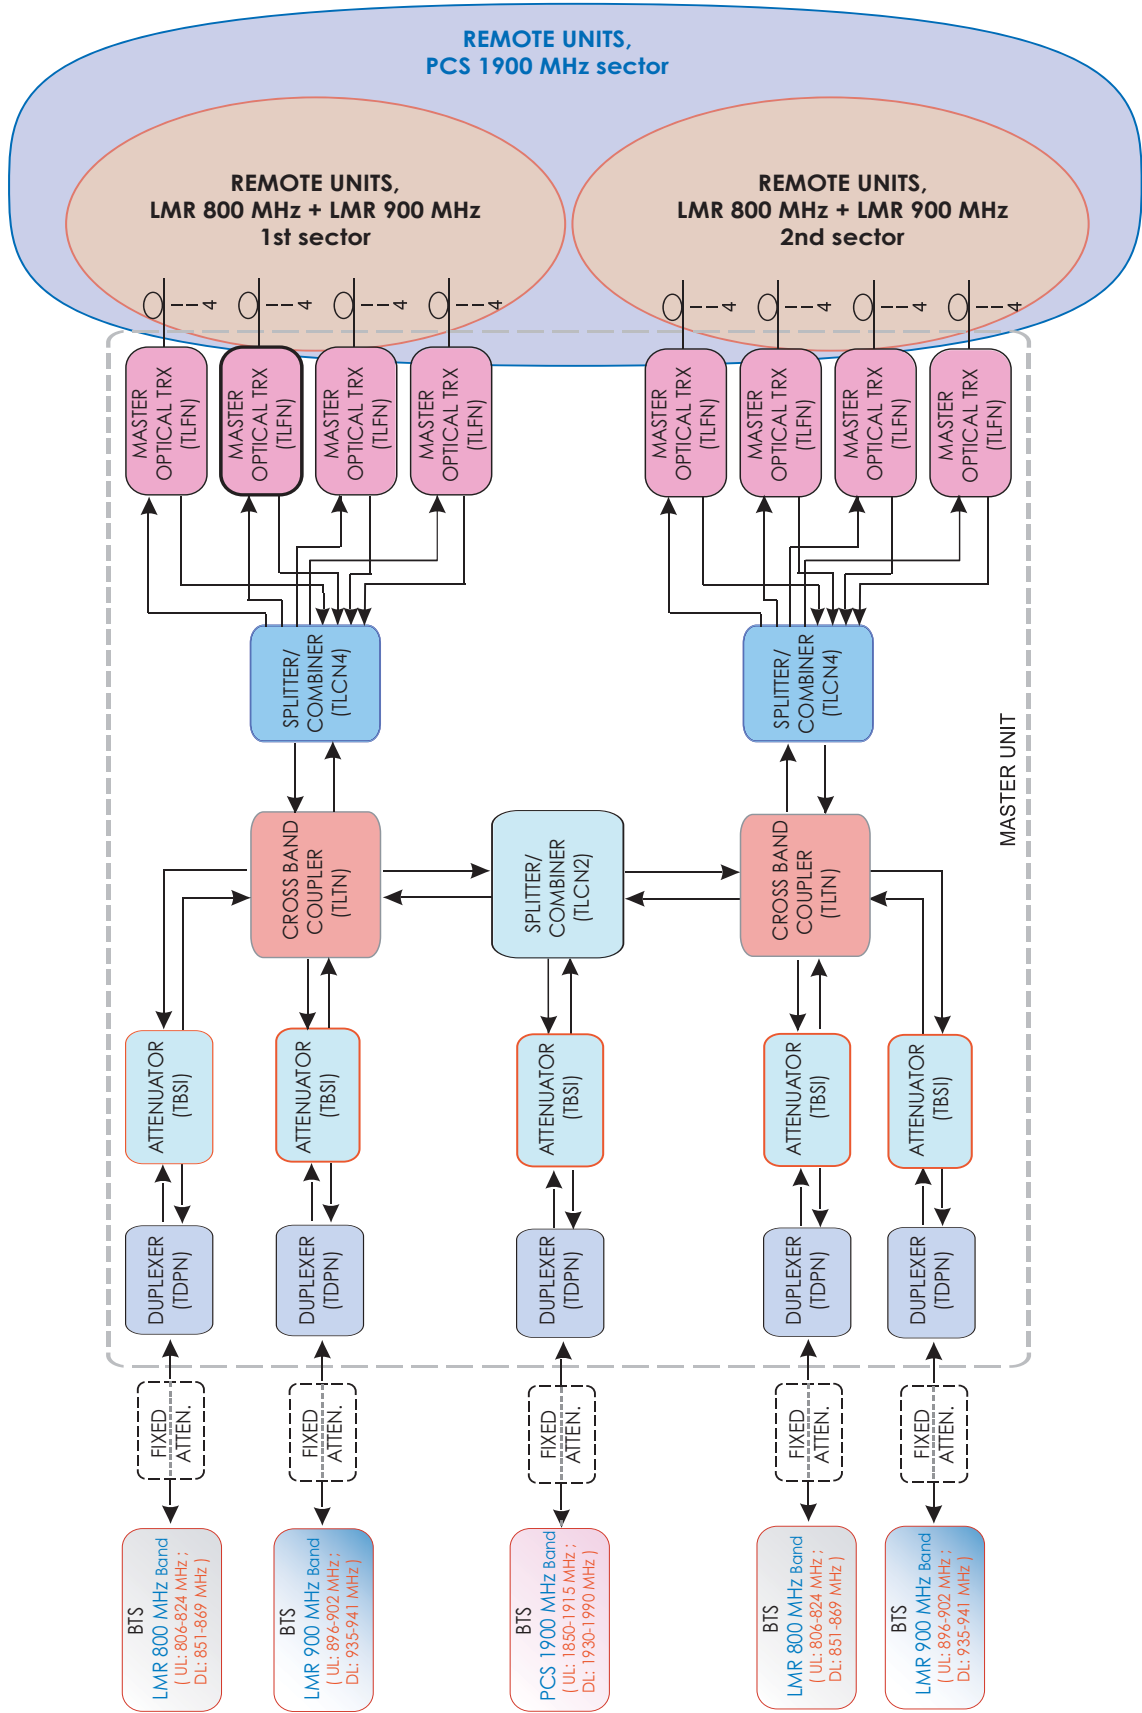 REMOTE UNITS,
PCS 1900 MHz sector
REMOTE UNITS,
LMR 800 MHz + LMR 900 MHz
1st sector
REMOTE UNITS,
LMR 800 MHz + LMR 900 MHz
2nd sector
4
4
4
4
4
4
4
4
MASTER
OPTICAL TRX
(TLFN)
MASTER
OPTICAL TRX
(TLFN)
MASTER
OPTICAL TRX
(TLFN)
MASTER
OPTICAL TRX
(TLFN)
MASTER
OPTICAL TRX
(TLFN)
MASTER
OPTICAL TRX
(TLFN)
MASTER
OPTICAL TRX
(TLFN)
MASTER
OPTICAL TRX
(TLFN)
SPLITTER/
COMBINER
(TLCN4)
SPLITTER/
COMBINER
(TLCN4)
MASTER UNIT
CROSS BAND
COUPLER
(TLTN)
SPLITTER/
COMBINER
(TLCN2)
CROSS BAND
COUPLER
(TLTN)
ATTENUATOR
(TBSI)
ATTENUATOR
(TBSI)
ATTENUATOR
(TBSI)
ATTENUATOR
(TBSI)
ATTENUATOR
(TBSI)
DUPLEXER
(TDPN)
DUPLEXER
(TDPN)
DUPLEXER
(TDPN)
DUPLEXER
(TDPN)
DUPLEXER
(TDPN)
FIXED
ATTEN.
FIXED
ATTEN.
FIXED
ATTEN.
FIXED
ATTEN.
FIXED
ATTEN.
BTS
LMR 800 MHz Band
( UL: 806-824 MHz ;
DL: 851-869 MHz )
BTS
LMR 900 MHz Band
( UL: 896-902 MHz ;
DL: 935-941 MHz )
BTS
PCS 1900 MHz Band
( UL: 1850-1915 MHz ;
DL: 1930-1990 MHz )
BTS
LMR 800 MHz Band
( UL: 806-824 MHz ;
DL: 851-869 MHz )
BTS
LMR 900 MHz Band
( UL: 896-902 MHz ;
DL: 935-941 MHz )